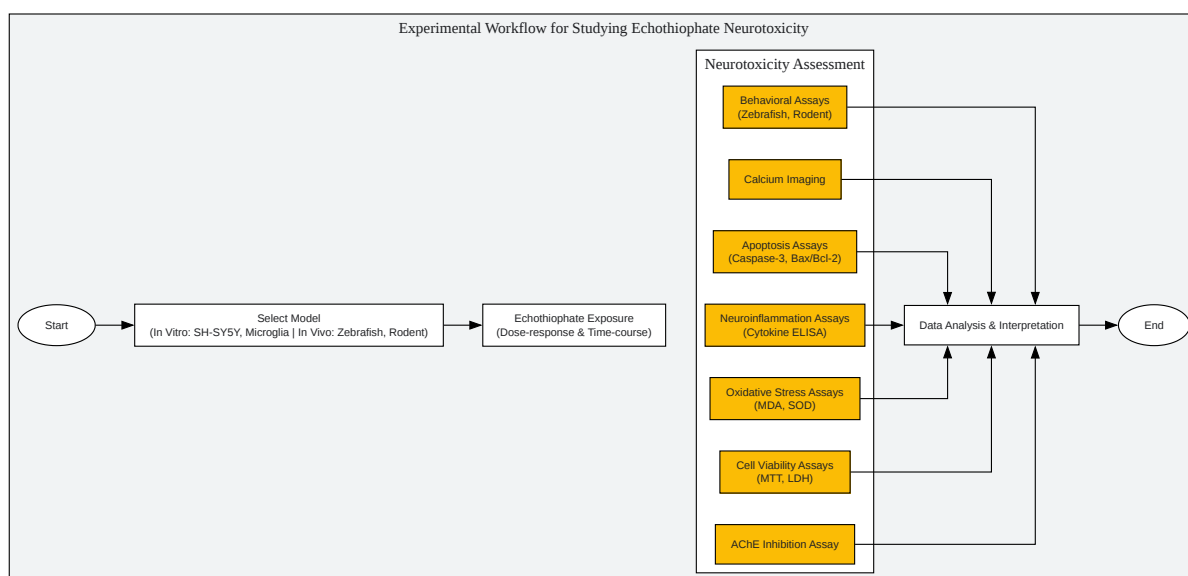 Experimental Workflow for Studying Echothiophate Neurotoxicity
Neurotoxicity Assessment
Behavioral Assays
(Zebrafish, Rodent)
Calcium Imaging
Apoptosis Assays
(Caspase-3, Bax/Bcl-2)
Start
Select Model
(In Vitro: SH-SY5Y, Microglia | In Vivo: Zebrafish, Rodent)
Echothiophate Exposure
(Dose-response & Time-course)
Neuroinflammation Assays
(Cytokine ELISA)
Data Analysis & Interpretation
End
Oxidative Stress Assays
(MDA, SOD)
Cell Viability Assays
(MTT, LDH)
AChE Inhibition Assay